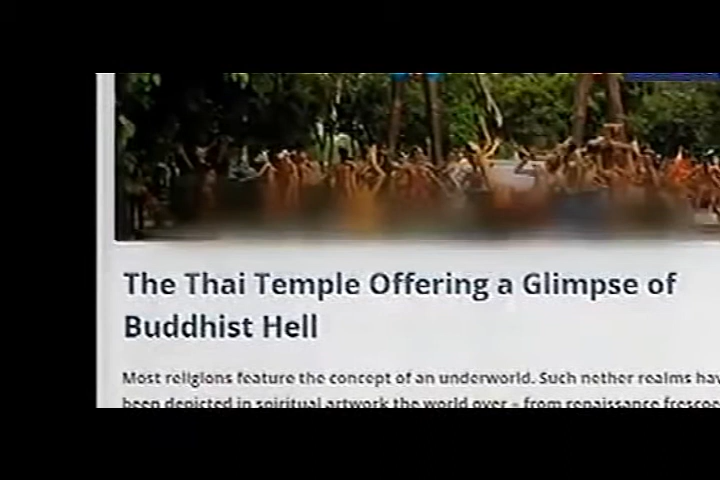 The Thai Temple Offering a Glimpse of
Buddhist Hell
Most religions feature the concept of an underworld. Such nether realms hav
been depicted in spiritual artwork the world over – from renaissance fresco